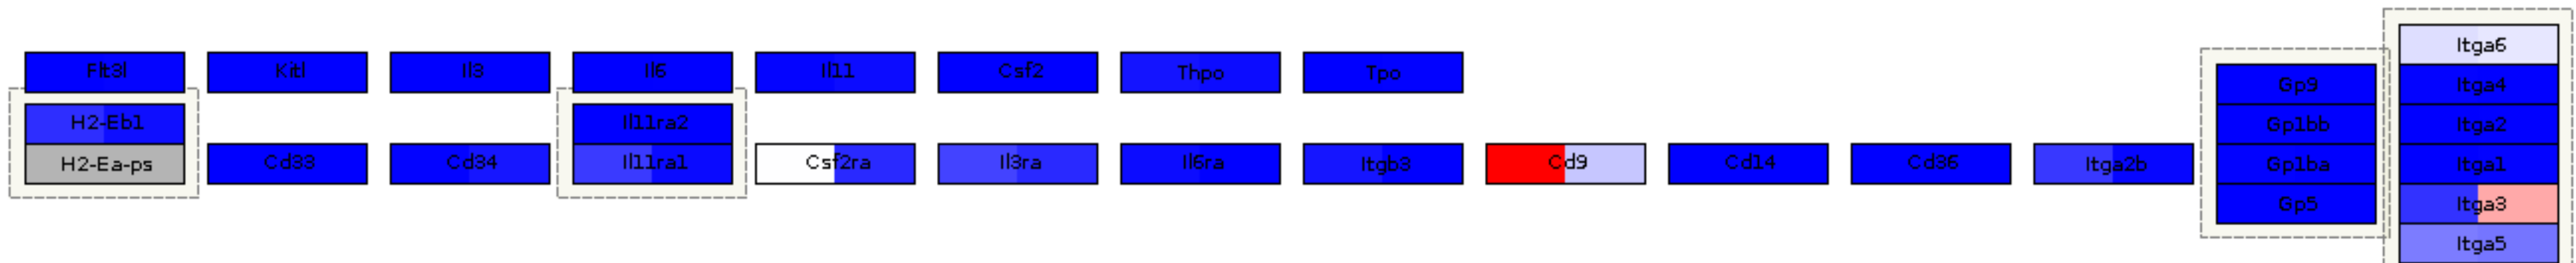 Flt3l Kitl Il3 Il6 Il11 Csf2 Thpo Tpo
H2-Eb1 Il11ra2
H2-Ea-ps Cd33 Cd34 Il11ra1 Csf2ra Il3ra Il6ra Itgb3 Cd9 Cd14 Cd36 Itga2b
Gp9
Gp1bb
Gp1ba
Gp5
Itga6
Itga4
Itga2
Itga1
Itga3
Itga5